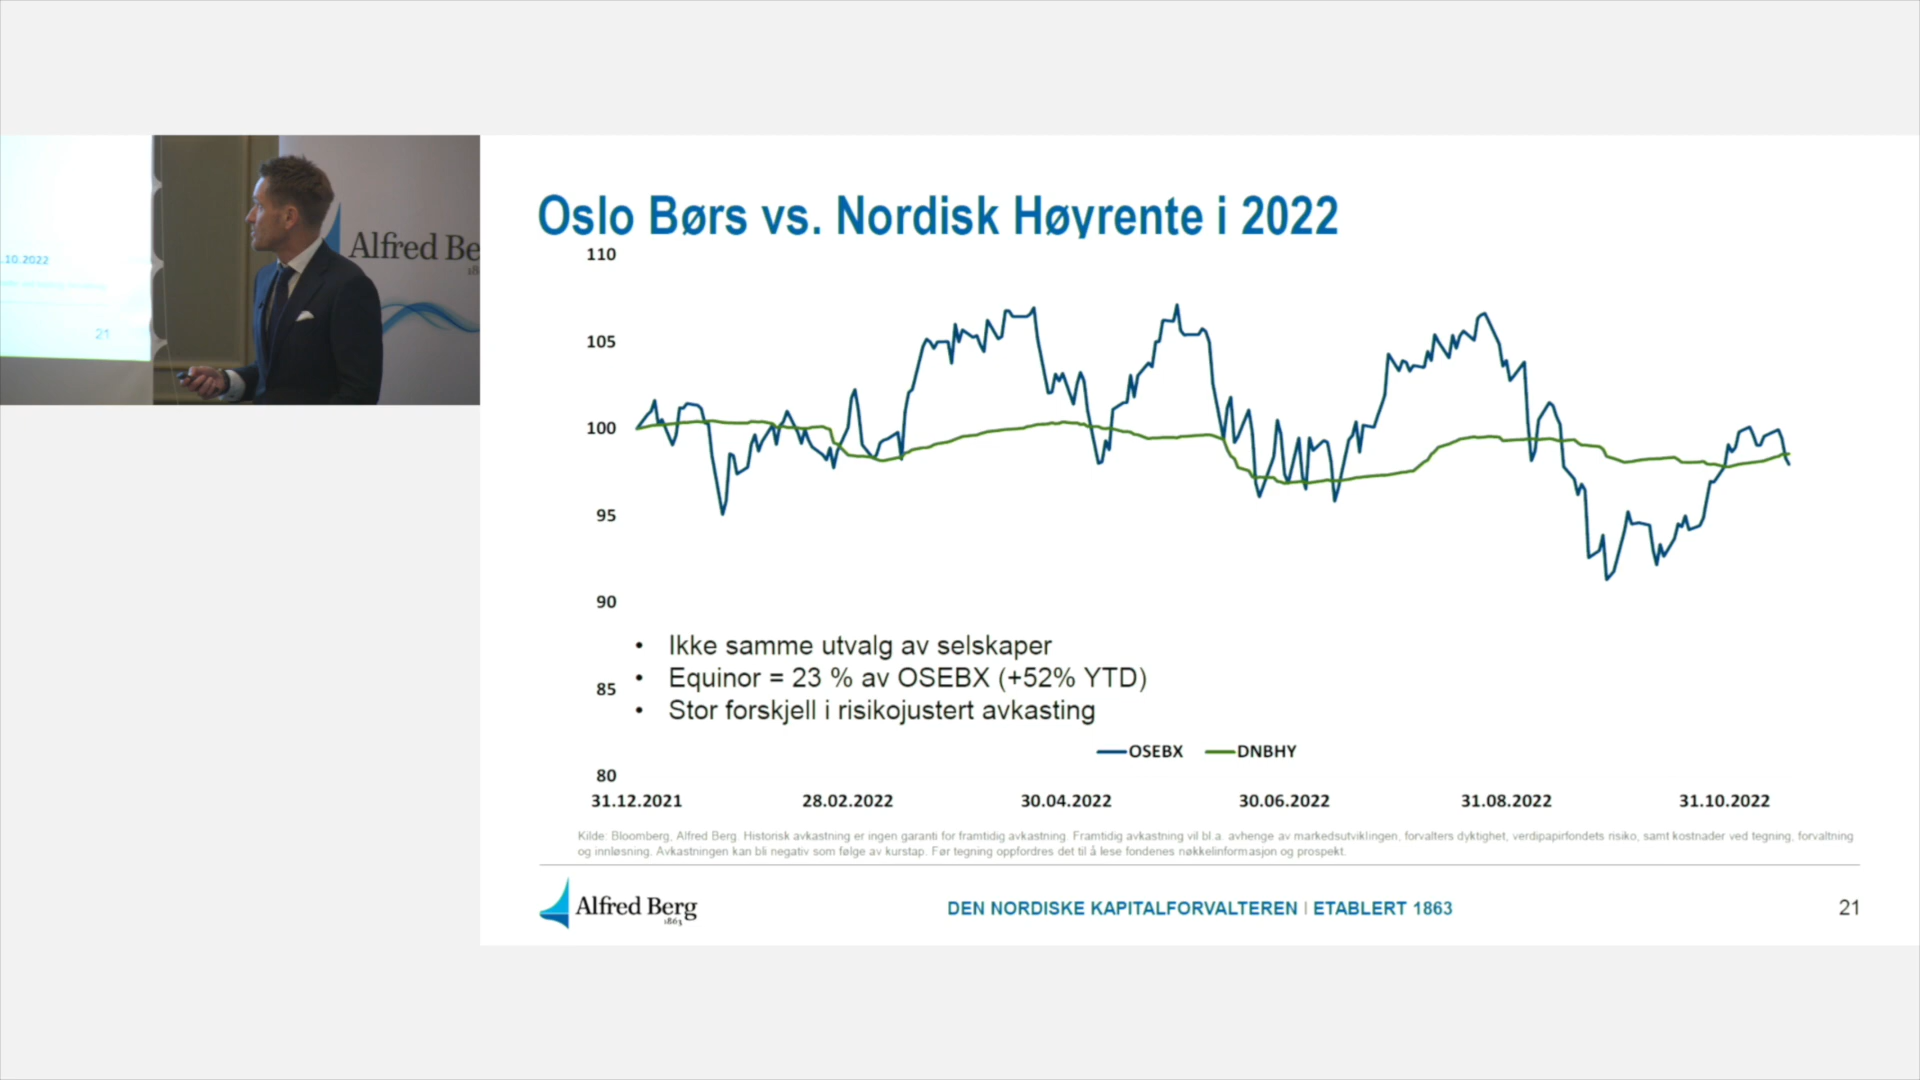 .10.2022
21
Alfred Be
18
Oslo Børs vs. Nordisk Høyrente i 2022
110
105
100
95
90
85
80
• Ikke samme utvalg av selskaper
• Equinor = 23 % av OSEBX (+52% YTD)
• Stor forskjell i risikojustert avkasting
OSEBX DNBHY
31.12.2021 28.02.2022 30.04.2022 30.06.2022 31.08.2022 31.10.2022
Kilde: Bloomberg, Alfred Berg. Historisk avkastning er ingen garanti for framtidig avkastning. Framtidig avkastning vil bl.a. avhenge av markedsutviklingen, forvalters dyktighet, verdipapirfondets risiko, samt kostnader ved tegning, forvaltning
og innløsning. Avkastningen kan bli negativ som følge av kurstap. Før tegning oppfordres det til å lese fondenes nøkkelinformasjon og prospekt.
Alfred Berg
1863
DEN NORDISKE KAPITALFORVALTEREN | ETABLERT 1863
21